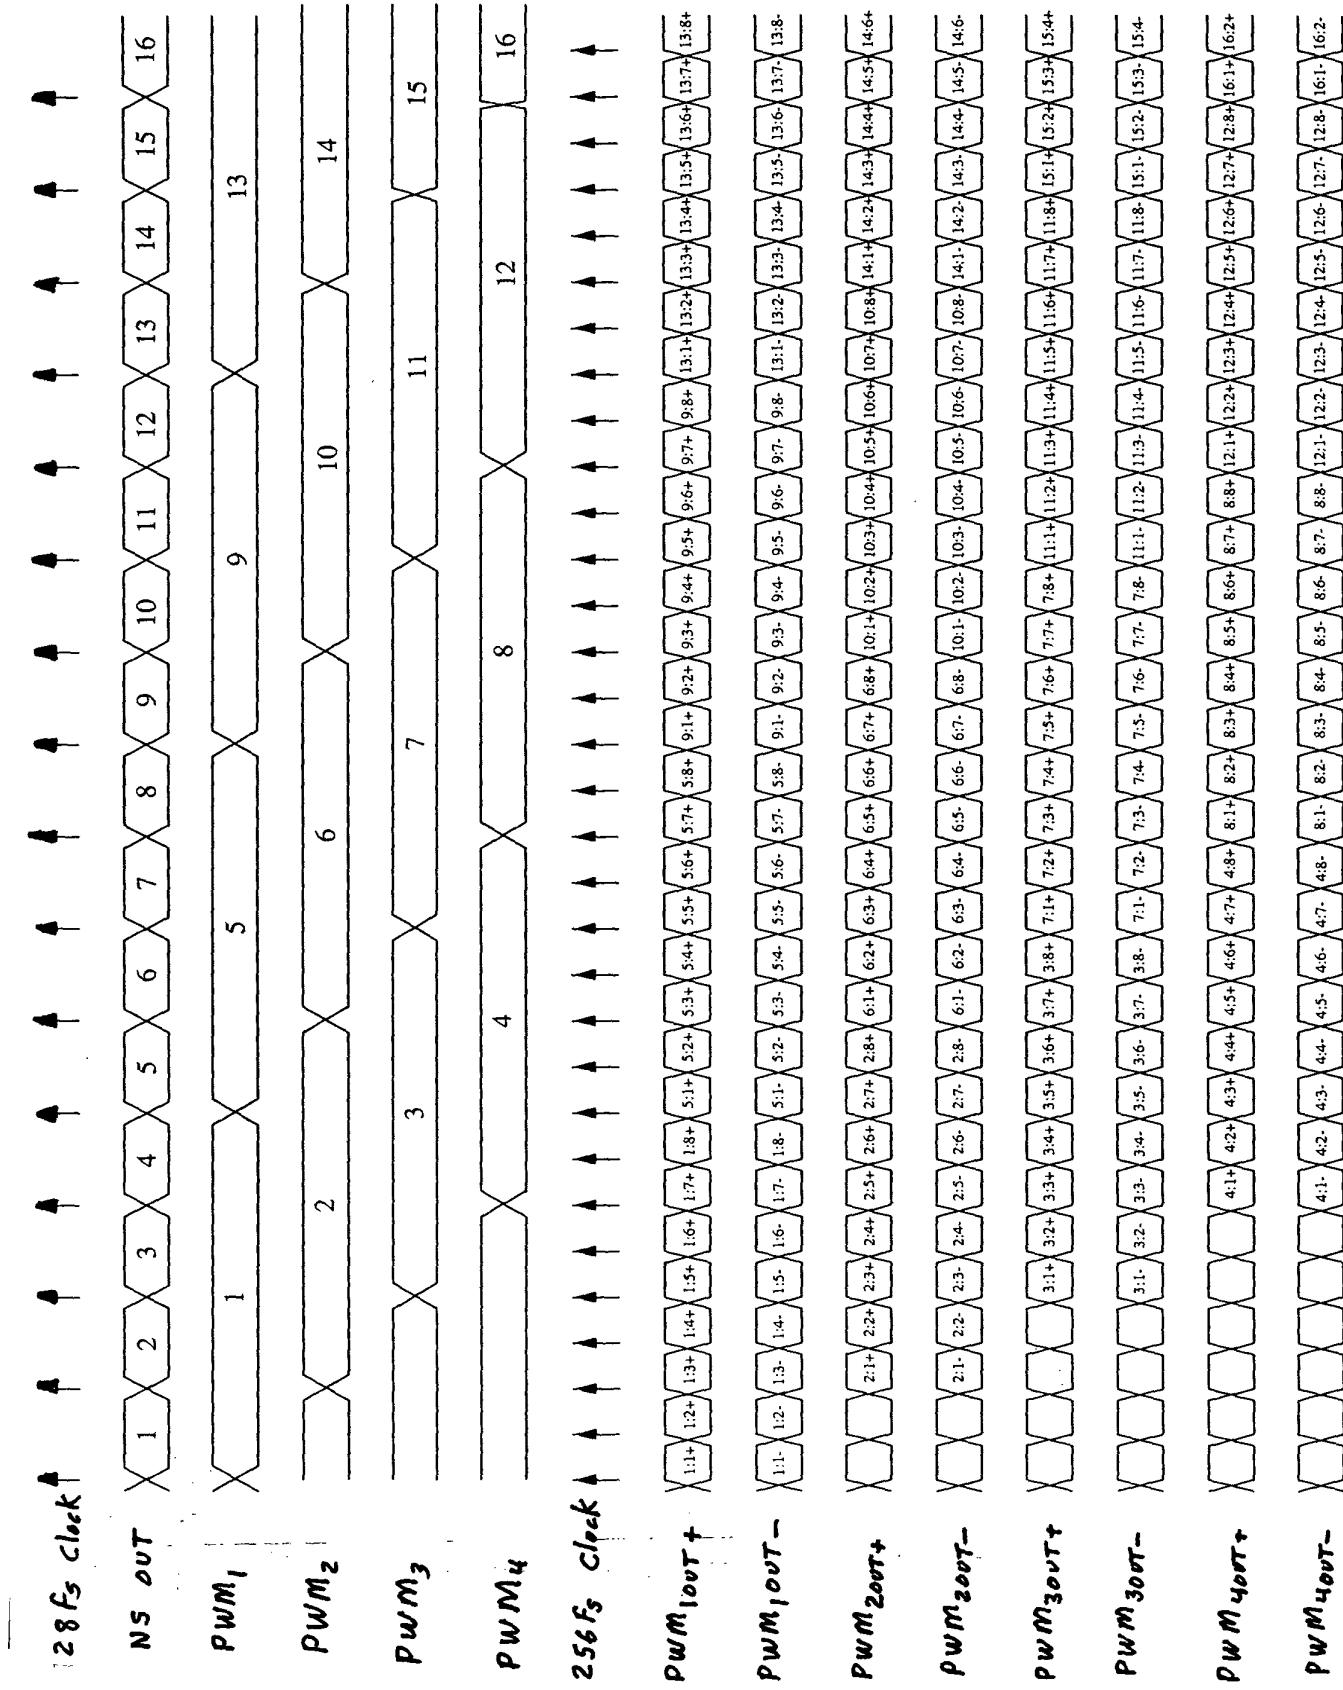 128Fs Clock
NS OUT 1 2 3 4 5 6 7 8 9 10 11 12 13 14 15 16
PWM1 1 5 9 13
PWM2 2 6 10 14
PWM3 3 7 11 15
PWM4 4 8 12 16
256Fs Clock
PWM1OUT+ 1:1+ 1:2+ 1:3+ 1:4+ 1:5+ 1:6+ 1:7+ 1:8+ 5:1+ 5:2+ 5:3+ 5:4+ 5:5+ 5:6+ 5:7+ 5:8+ 9:1+ 9:2+ 9:3+ 9:4+ 9:5+ 9:6+ 9:7+ 9:8+ 13:1+ 13:2+ 13:3+ 13:4+ 13:5+ 13:6+ 13:7+ 13:8+
PWM1OUT- 1:1- 1:2- 1:3- 1:4- 1:5- 1:6- 1:7- 1:8- 5:1- 5:2- 5:3- 5:4- 5:5- 5:6- 5:7- 5:8- 9:1- 9:2- 9:3- 9:4- 9:5- 9:6- 9:7- 9:8- 13:1- 13:2- 13:3- 13:4- 13:5- 13:6- 13:7- 13:8-
PWM2OUT+ 2:1+ 2:2+ 2:3+ 2:4+ 2:5+ 2:6+ 2:7+ 2:8+ 6:1+ 6:2+ 6:3+ 6:4+ 6:5+ 6:6+ 6:7+ 6:8+ 10:1+ 10:2+ 10:3+ 10:4+ 10:5+ 10:6+ 10:7+ 10:8+ 14:1+ 14:2+ 14:3+ 14:4+ 14:5+ 14:6+
PWM2OUT- 2:1- 2:2- 2:3- 2:4- 2:5- 2:6- 2:7- 2:8- 6:1- 6:2- 6:3- 6:4- 6:5- 6:6- 6:7- 6:8- 10:1- 10:2- 10:3- 10:4- 10:5- 10:6- 10:7- 10:8- 14:1- 14:2- 14:3- 14:4- 14:5- 14:6-
PWM3OUT+ 3:1+ 3:2+ 3:3+ 3:4+ 3:5+ 3:6+ 3:7+ 3:8+ 7:1+ 7:2+ 7:3+ 7:4+ 7:5+ 7:6+ 7:7+ 7:8+ 11:1+ 11:2+ 11:3+ 11:4+ 11:5+ 11:6+ 11:7+ 11:8+ 15:1+ 15:2+ 15:3+ 15:4+
PWM3OUT- 3:1- 3:2- 3:3- 3:4- 3:5- 3:6- 3:7- 3:8- 7:1- 7:2- 7:3- 7:4- 7:5- 7:6- 7:7- 7:8- 11:1- 11:2- 11:3- 11:4- 11:5- 11:6- 11:7- 11:8- 15:1- 15:2- 15:3- 15:4-
PWM4OUT+ 4:1+ 4:2+ 4:3+ 4:4+ 4:5+ 4:6+ 4:7+ 4:8+ 8:1+ 8:2+ 8:3+ 8:4+ 8:5+ 8:6+ 8:7+ 8:8+ 12:1+ 12:2+ 12:3+ 12:4+ 12:5+ 12:6+ 12:7+ 12:8+ 16:1+ 16:2+
PWM4OUT- 4:1- 4:2- 4:3- 4:4- 4:5- 4:6- 4:7- 4:8- 8:1- 8:2- 8:3- 8:4- 8:5- 8:6- 8:7- 8:8- 12:1- 12:2- 12:3- 12:4- 12:5- 12:6- 12:7- 12:8- 16:1- 16:2-